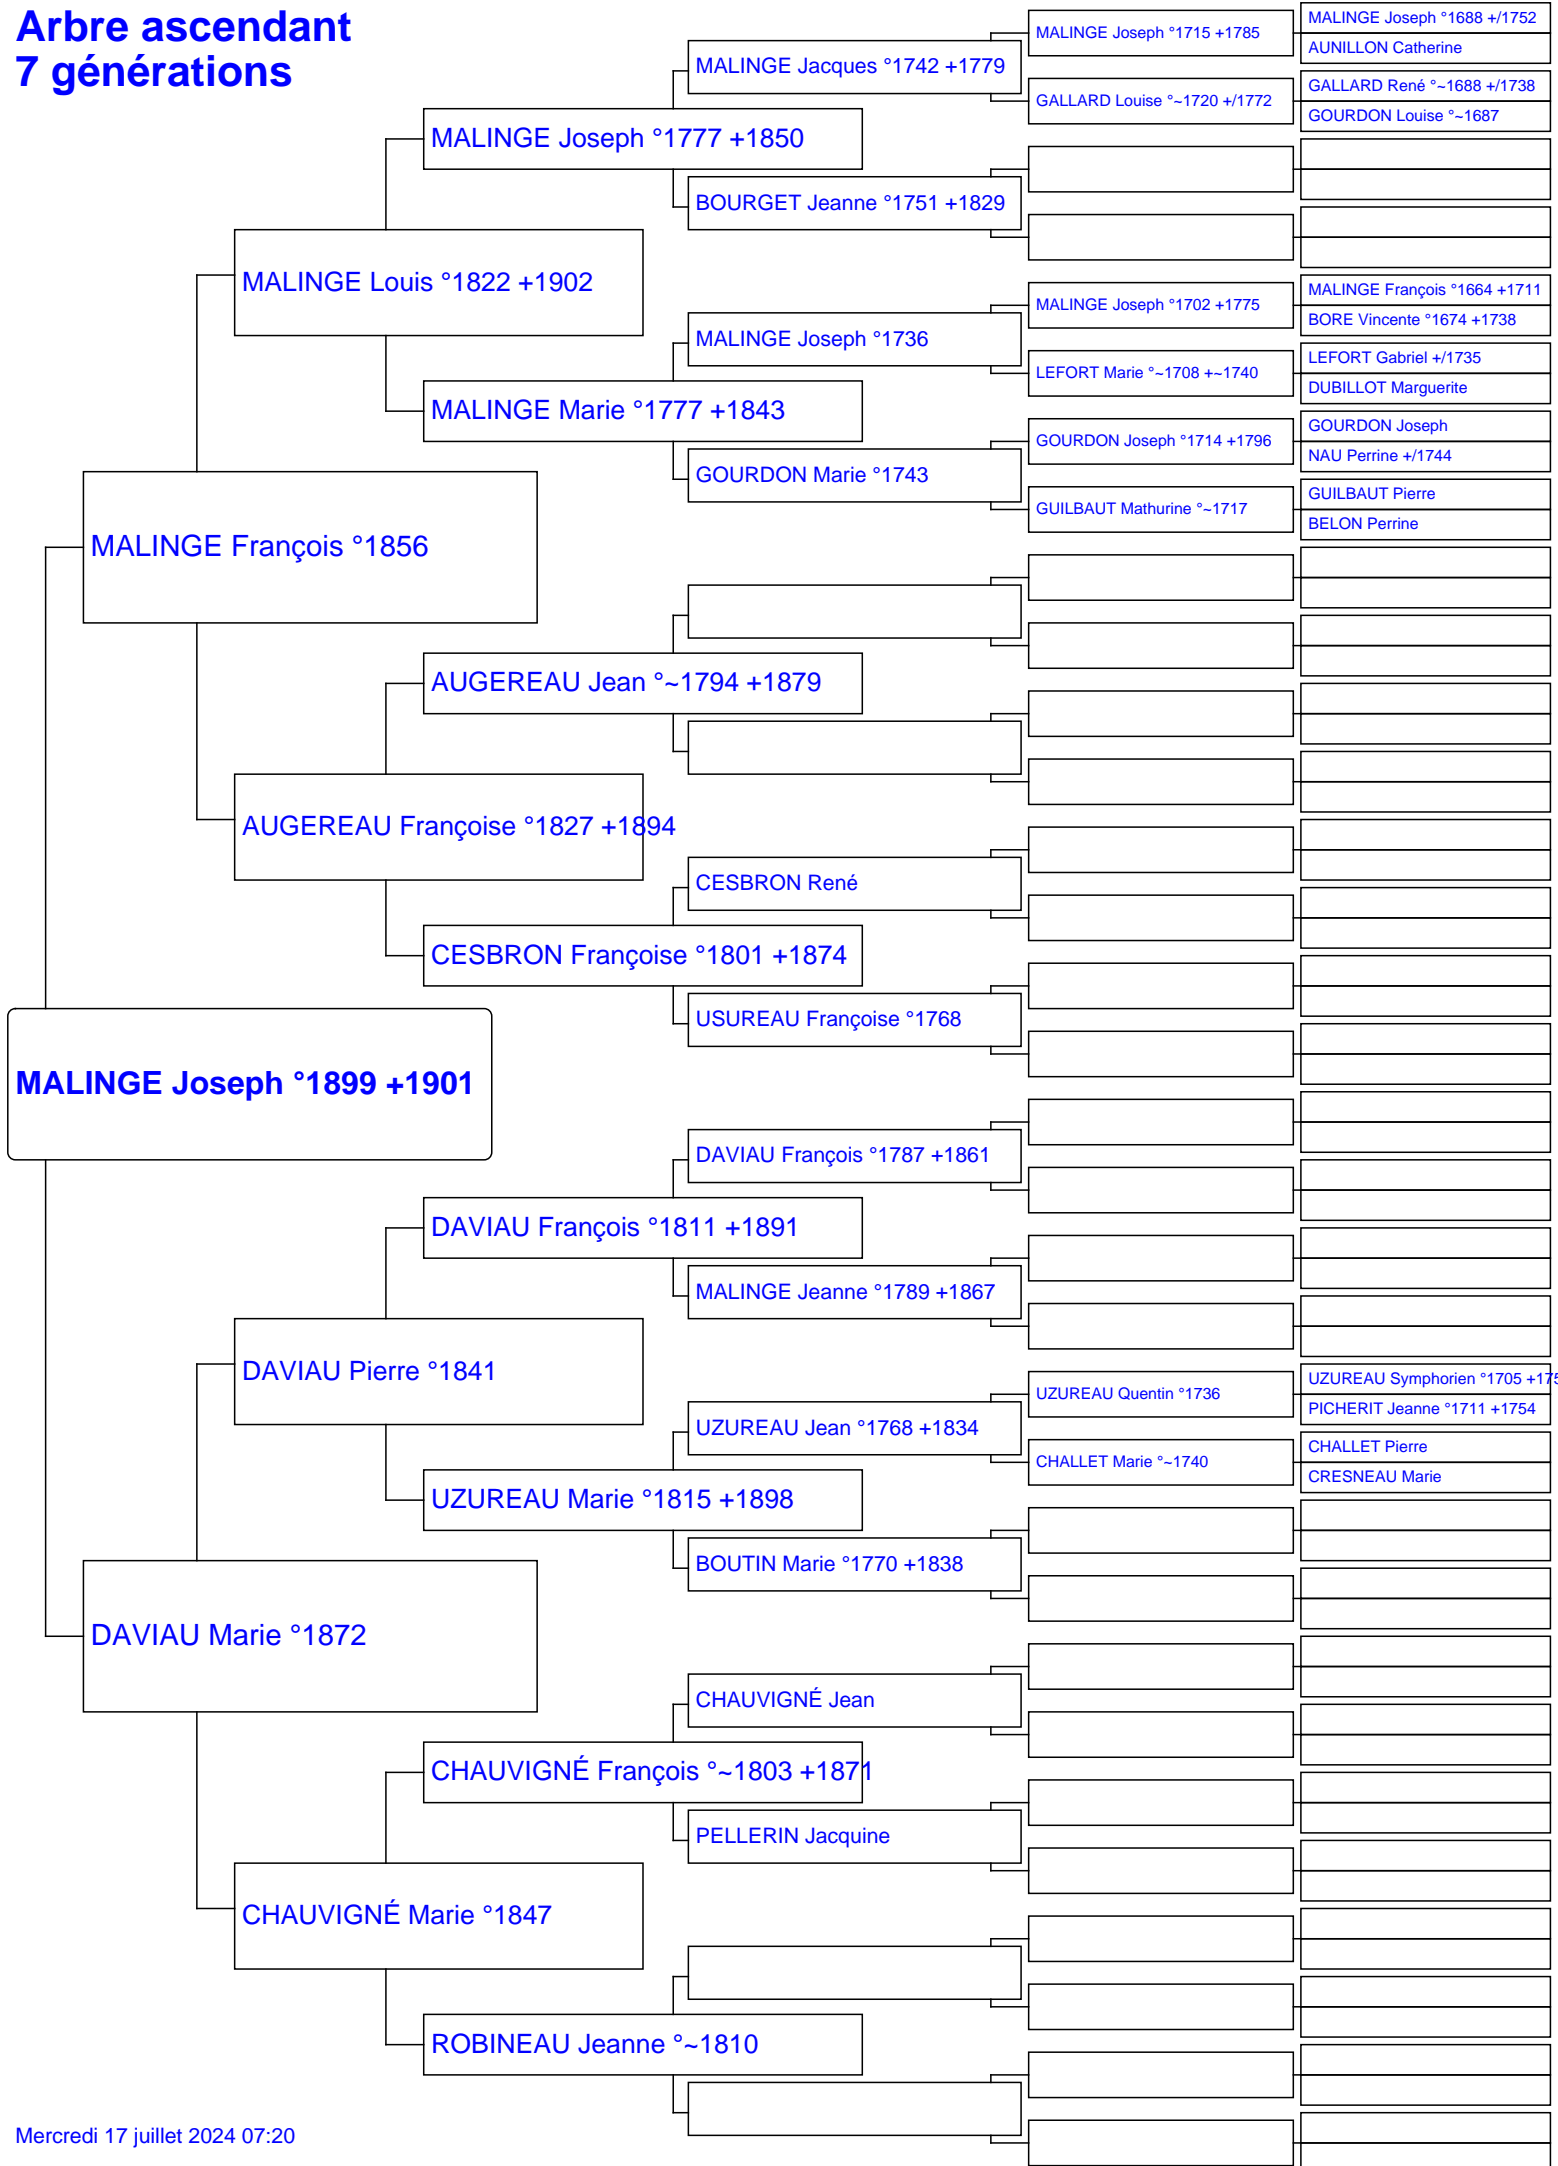 Arbre ascendant
7 générations
MALINGE Joseph °1899 +1901
MALINGE François °1856
DAVIAU Marie °1872
MALINGE Louis °1822 +1902
AUGEREAU Françoise °1827 +1894
DAVIAU Pierre °1841
CHAUVIGNÉ Marie °1847
MALINGE Joseph °1777 +1850
MALINGE Marie °1777 +1843
AUGEREAU Jean °~1794 +1879
CESBRON Françoise °1801 +1874
DAVIAU François °1811 +1891
UZUREAU Marie °1815 +1898
CHAUVIGNÉ François °~1803 +1871
ROBINEAU Jeanne °~1810
MALINGE Jacques °1742 +1779
BOURGET Jeanne °1751 +1829
MALINGE Joseph °1736
GOURDON Marie °1743
CESBRON René
USUREAU Françoise °1768
DAVIAU François °1787 +1861
MALINGE Jeanne °1789 +1867
UZUREAU Jean °1768 +1834
BOUTIN Marie °1770 +1838
CHAUVIGNÉ Jean
PELLERIN Jacquine
MALINGE Joseph °1715 +1785
GALLARD Louise °~1720 +/1772
MALINGE Joseph °1702 +1775
LEFORT Marie °~1708 +~1740
GOURDON Joseph °1714 +1796
GUILBAUT Mathurine °~1717
UZUREAU Quentin °1736
CHALLET Marie °~1740
MALINGE Joseph °1688 +/1752
AUNILLON Catherine
GALLARD René °~1688 +/1738
GOURDON Louise °~1687
MALINGE François °1664 +1711
BORE Vincente °1674 +1738
LEFORT Gabriel +/1735
DUBILLOT Marguerite
GOURDON Joseph
NAU Perrine +/1744
GUILBAUT Pierre
BELON Perrine
UZUREAU Symphorien °1705
PICHERIT Jeanne °1711 +1754
CHALLET Pierre
CRESNEAU Marie
Mercredi 17 juillet 2024 07:20